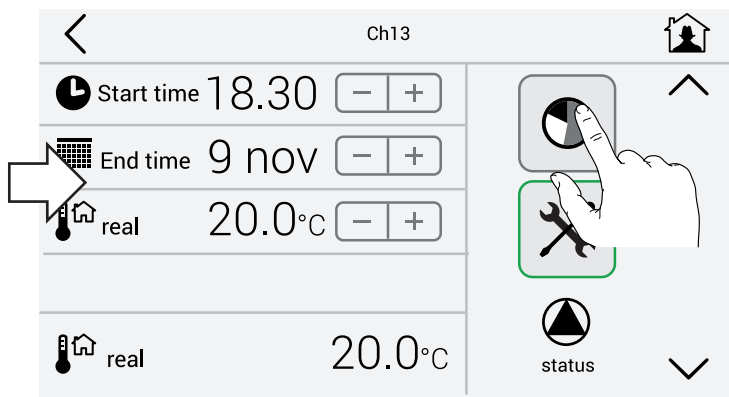 Ch13
Start time 18.30 − +
End time 9 nov − +
real 20.0°C − +
real 20.0°C
status